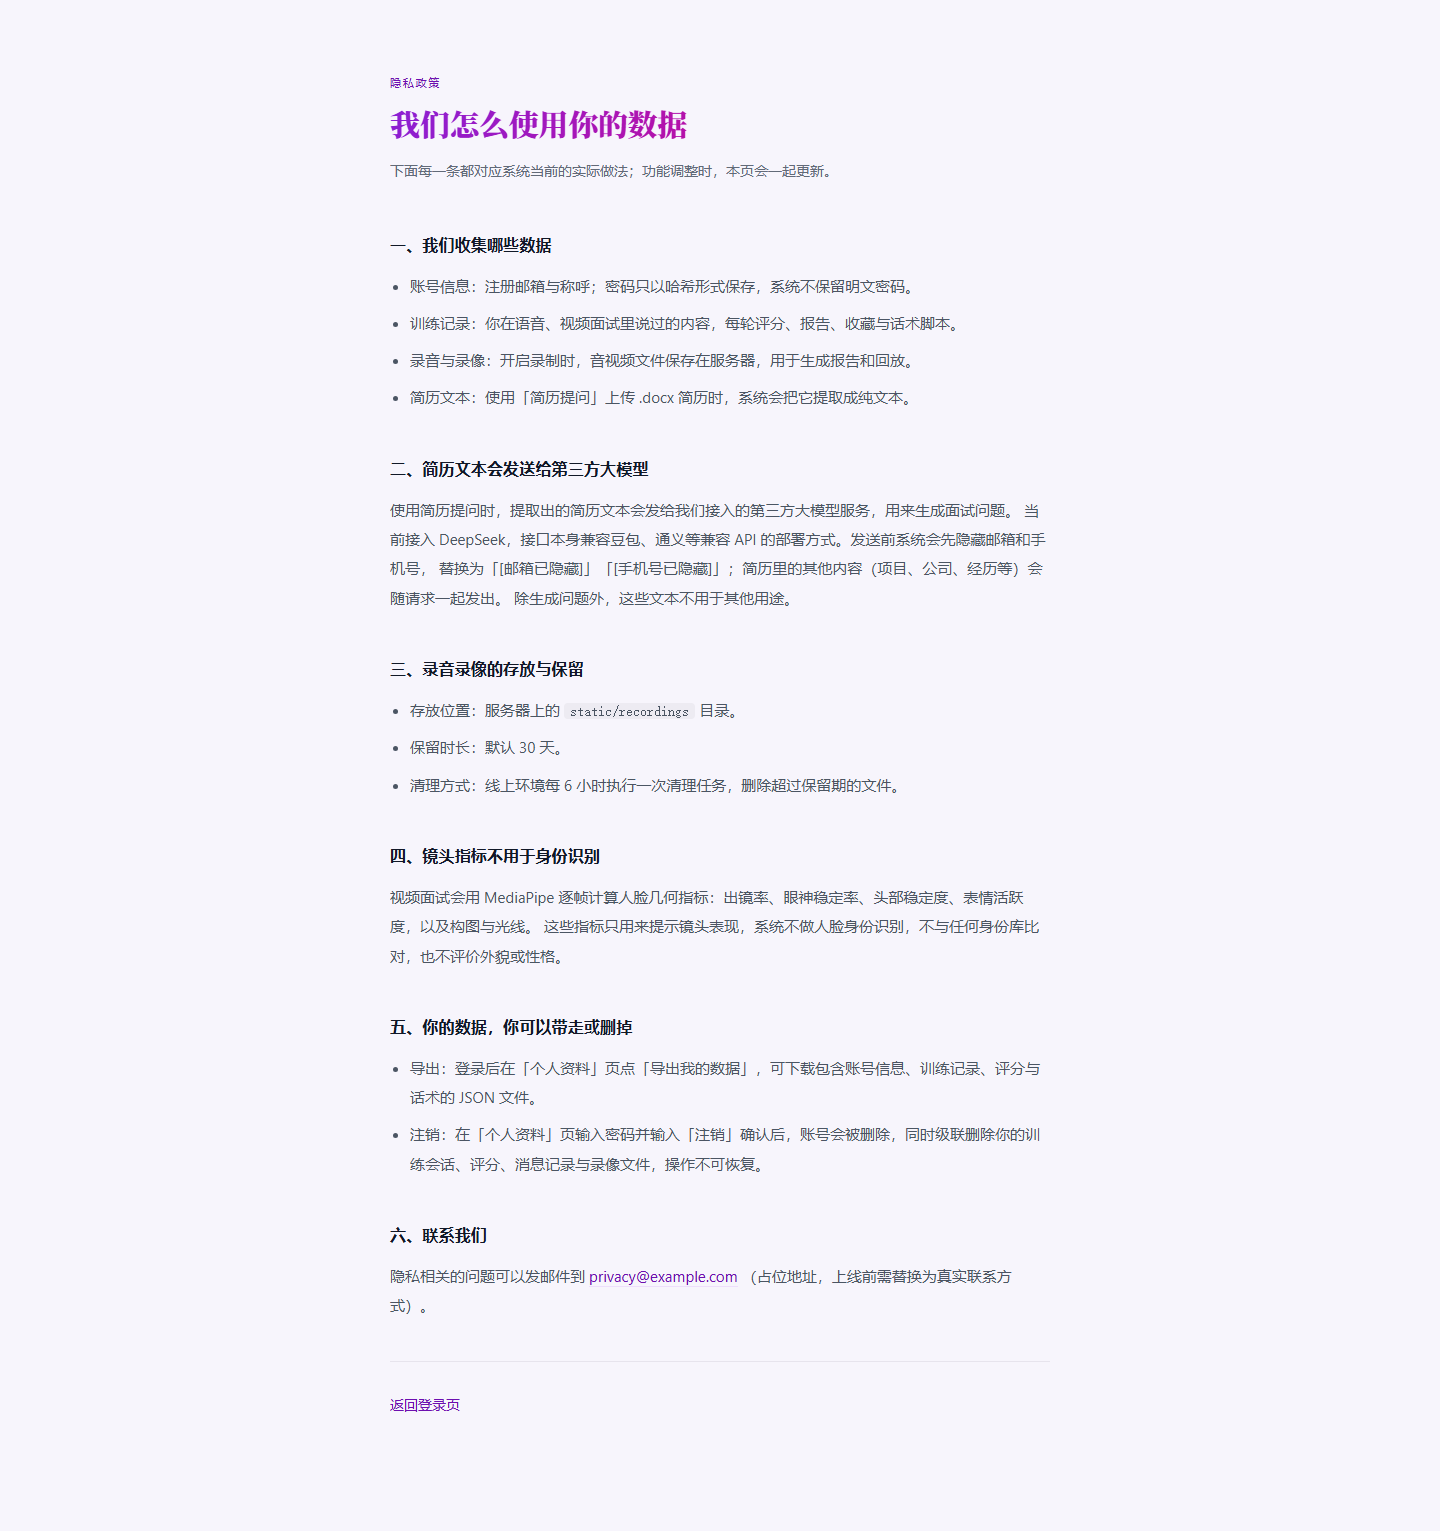 隐私政策
我们怎么使用你的数据
下面每一条都对应系统当前的实际做法；功能调整时，本页会一起更新。
一、我们收集哪些数据
• 账号信息：注册邮箱与称呼；密码只以哈希形式保存，系统不保留明文密码。
• 训练记录：你在语音、视频面试里说过的内容，每轮评分、报告、收藏与话术脚本。
• 录音与录像：开启录制时，音视频文件保存在服务器，用于生成报告和回放。
• 简历文本：使用「简历提问」上传 .docx 简历时，系统会把它提取成纯文本。
二、简历文本会发送给第三方大模型
使用简历提问时，提取出的简历文本会发给我们接入的第三方大模型服务，用来生成面试问题。 当
前接入 DeepSeek，接口本身兼容豆包、通义等兼容 API 的部署方式。发送前系统会先隐藏邮箱和手
机号， 替换为「[邮箱已隐藏]」「[手机号已隐藏]」；简历里的其他内容（项目、公司、经历等）会
随请求一起发出。 除生成问题外，这些文本不用于其他用途。
三、录音录像的存放与保留
• 存放位置：服务器上的 static/recordings 目录。
• 保留时长：默认 30 天。
• 清理方式：线上环境每 6 小时执行一次清理任务，删除超过保留期的文件。
四、镜头指标不用于身份识别
视频面试会用 MediaPipe 逐帧计算人脸几何指标：出镜率、眼神稳定率、头部稳定度、表情活跃
度，以及构图与光线。 这些指标只用来提示镜头表现，系统不做人脸身份识别，不与任何身份库比
对，也不评价外貌或性格。
五、你的数据，你可以带走或删掉
• 导出：登录后在「个人资料」页点「导出我的数据」，可下载包含账号信息、训练记录、评分与
话术的 JSON 文件。
• 注销：在「个人资料」页输入密码并输入「注销」确认后，账号会被删除，同时级联删除你的训
练会话、评分、消息记录与录像文件，操作不可恢复。
六、联系我们
隐私相关的问题可以发邮件到 privacy@example.com （占位地址，上线前需替换为真实联系方
式）。
返回登录页